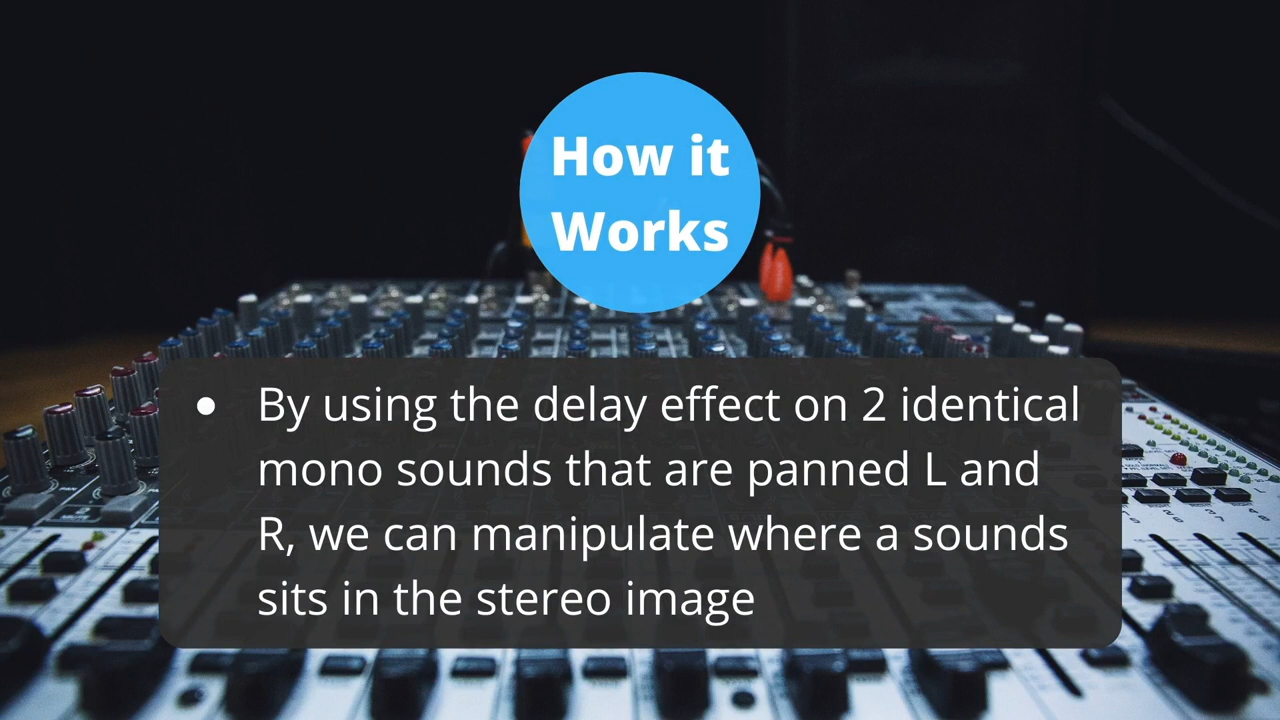 How it
Works
• By using the delay effect on 2 identical
mono sounds that are panned L and
R, we can manipulate where a sounds
sits in the stereo image